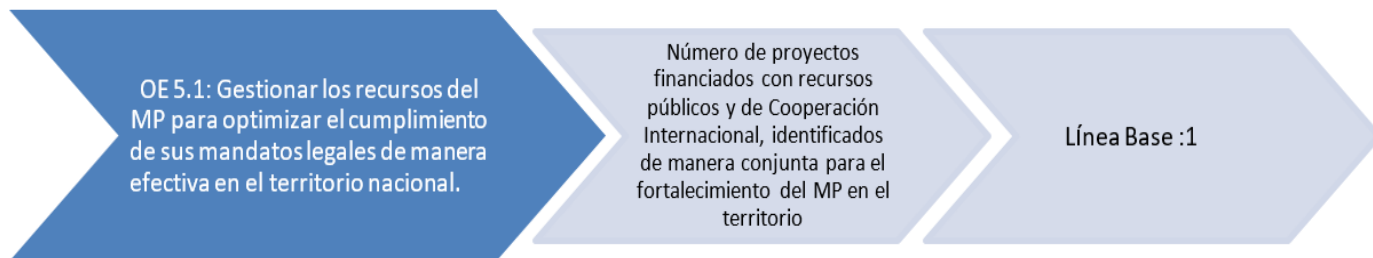 OE 5.1: Gestionar los recursos del
MP para optimizar el cumplimiento
de sus mandatos legales de manera
efectiva en el territorio nacional.
Número de proyectos
financiados con recursos
públicos y de Cooperación
Internacional, identificados
de manera conjunta para el
fortalecimiento del MP en el
territorio
Línea Base :1